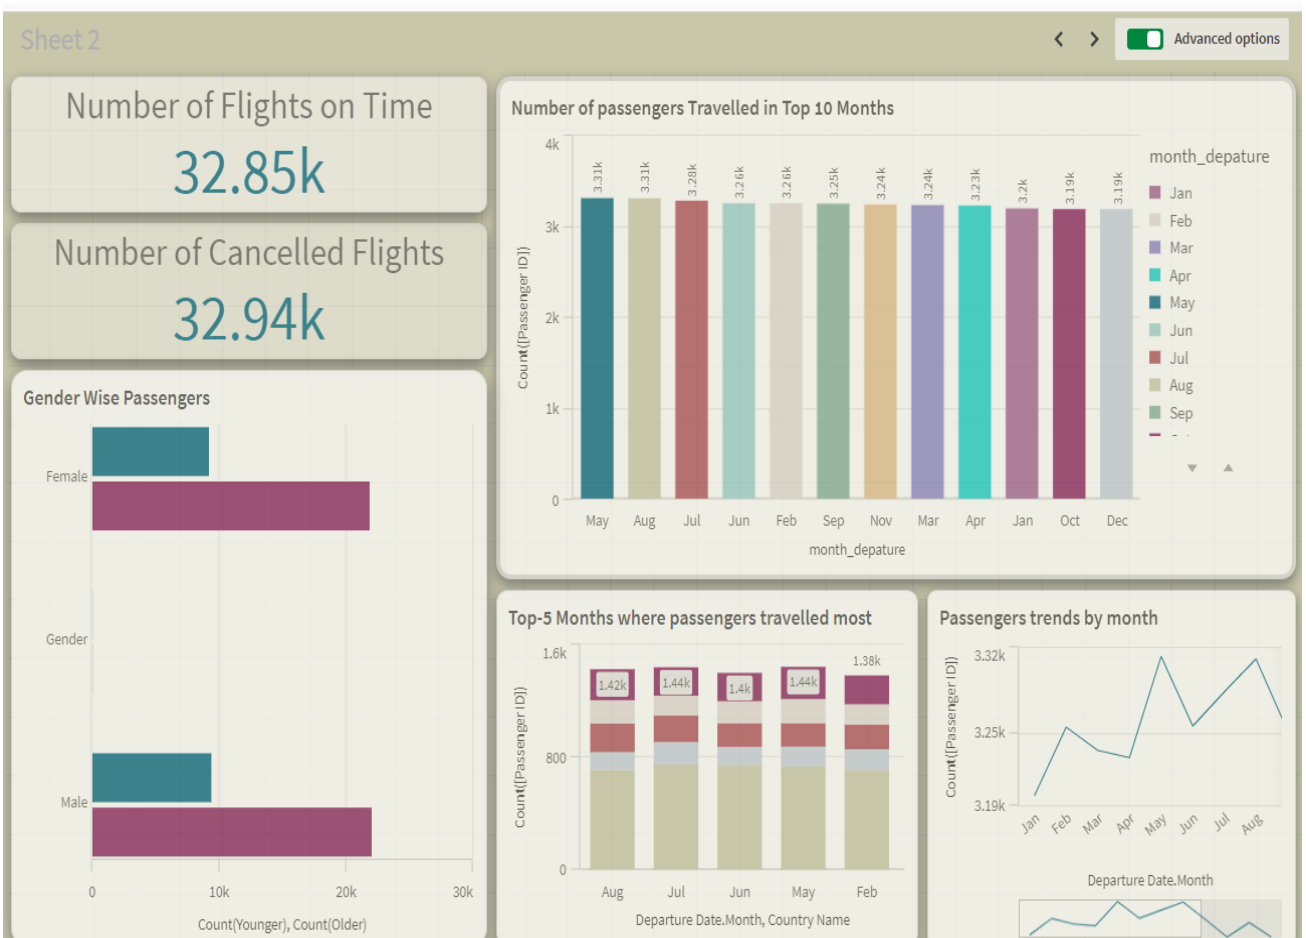 Sheet 2
Advanced options
Number of Flights on Time
32.85k
Number of Cancelled Flights
32.94k
Gender Wise Passengers
Female
Gender
Male
0 10k 20k 30k
Count(Younger), Count(Older)
Number of passengers Travelled in Top 10 Months
Count([Passenger ID])
4k
3k
2k
1k
0
3.31k 3.31k 3.28k 3.26k 3.26k 3.25k 3.24k 3.24k 3.23k 3.2k 3.19k 3.19k
May Aug Jul Jun Feb Sep Nov Mar Apr Jan Oct Dec
month_depature
month_depature
Jan
Feb
Mar
Apr
May
Jun
Jul
Aug
Sep
Top-5 Months where passengers travelled most
Count([Passenger ID])
1.6k
800
0
1.42k 1.44k 1.4k 1.44k 1.38k
Aug Jul Jun May Feb
Departure Date.Month, Country Name
Passengers trends by month
Count([Passenger ID])
3.32k
3.25k
3.19k
Jan Feb Mar Apr May Jun Jul Aug
Departure Date.Month